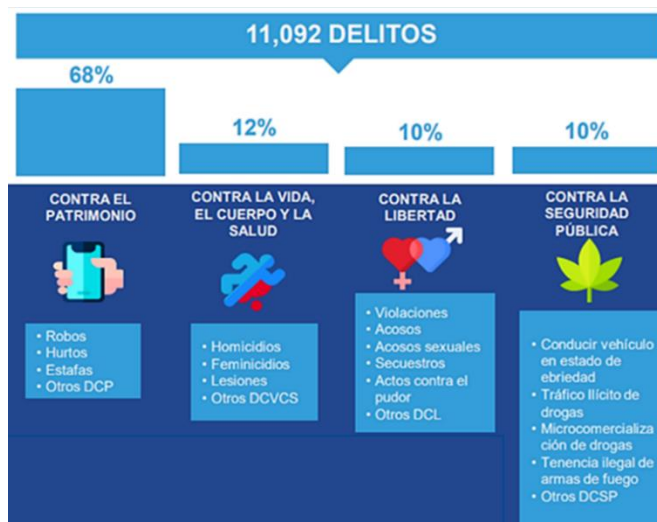 11,092 DELITOS
68%
12%
10%
10%
CONTRA EL
PATRIMONIO
CONTRA LA VIDA,
EL CUERPO Y LA
SALUD
CONTRA LA
LIBERTAD
CONTRA LA
SEGURIDAD
PÚBLICA
• Robos
• Hurtos
• Estafas
• Otros DCP
• Homicidios
• Feminicidios
• Lesiones
• Otros DCVCS
• Violaciones
• Acosos
• Acosos sexuales
• Secuestros
• Actos contra el
pudor
• Otros DCL
• Conducir vehículo
en estado de
ebriedad
• Tráfico Ilícito de
drogas
• Microcomercializa
ción de drogas
• Tenencia ilegal de
armas de fuego
• Otros DCSP